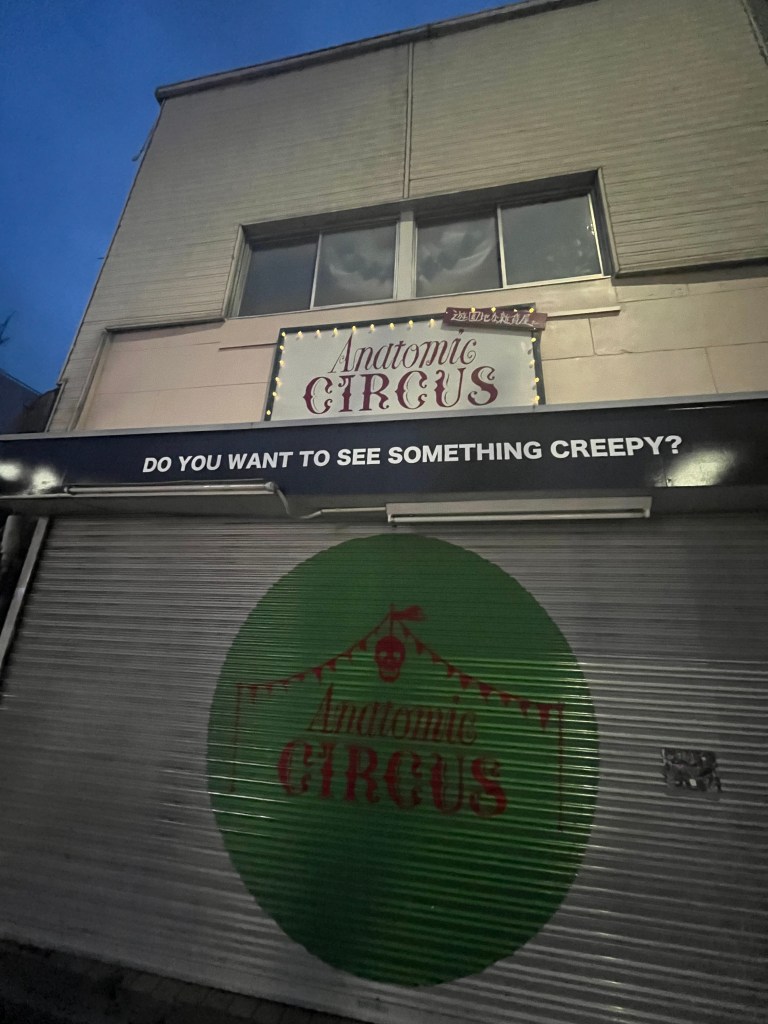 Anatomic
CIRCUS
DO YOU WANT TO SEE SOMETHING CREEPY?
Anatomic
CIRCUS